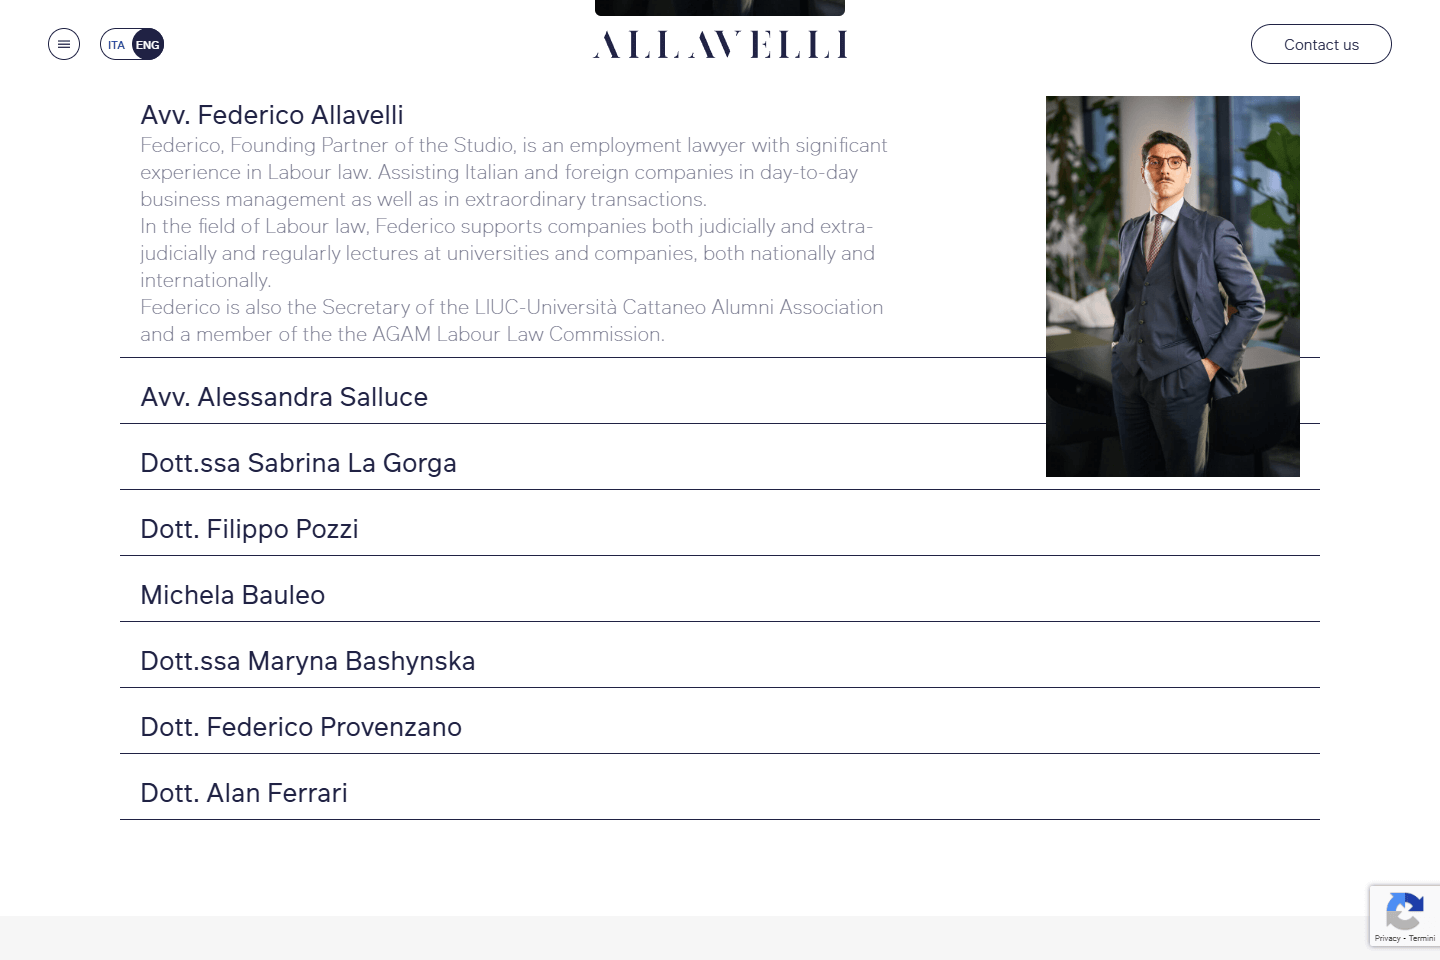 ITA ENG
ALLAVELLI
Contact us
Avv. Federico Allavelli
Federico, Founding Partner of the Studio, is an employment lawyer with significant
experience in Labour law. Assisting Italian and foreign companies in day-to-day
business management as well as in extraordinary transactions.
In the field of Labour law, Federico supports companies both judicially and extra-
judicially and regularly lectures at universities and companies, both nationally and
internationally.
Federico is also the Secretary of the LIUC-Università Cattaneo Alumni Association
and a member of the the AGAM Labour Law Commission.
Avv. Alessandra Salluce
Dott.ssa Sabrina La Gorga
Dott. Filippo Pozzi
Michela Bauleo
Dott.ssa Maryna Bashynska
Dott. Federico Provenzano
Dott. Alan Ferrari
Privacy - Termini